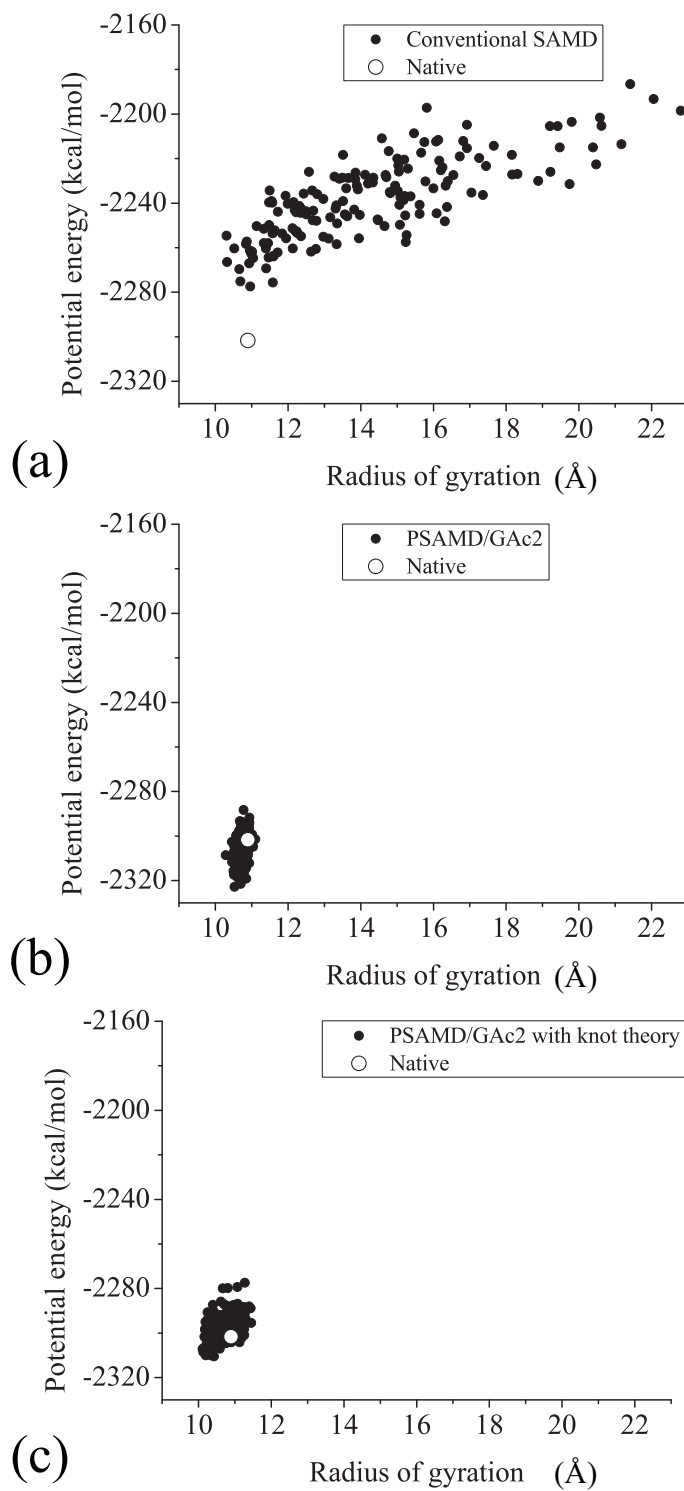 -2160
Conventional SAMD
Native
-2200
-2240
-2280
-2320
Potential energy (kcal/mol)
10 12 14 16 18 20 22
Radius of gyration (Å)
(a)
-2160
PSAMD/GAc2
Native
-2200
-2240
-2280
-2320
Potential energy (kcal/mol)
10 12 14 16 18 20 22
Radius of gyration (Å)
(b)
-2160
PSAMD/GAc2 with knot theory
Native
-2200
-2240
-2280
-2320
Potential energy (kcal/mol)
10 12 14 16 18 20 22
Radius of gyration (Å)
(c)